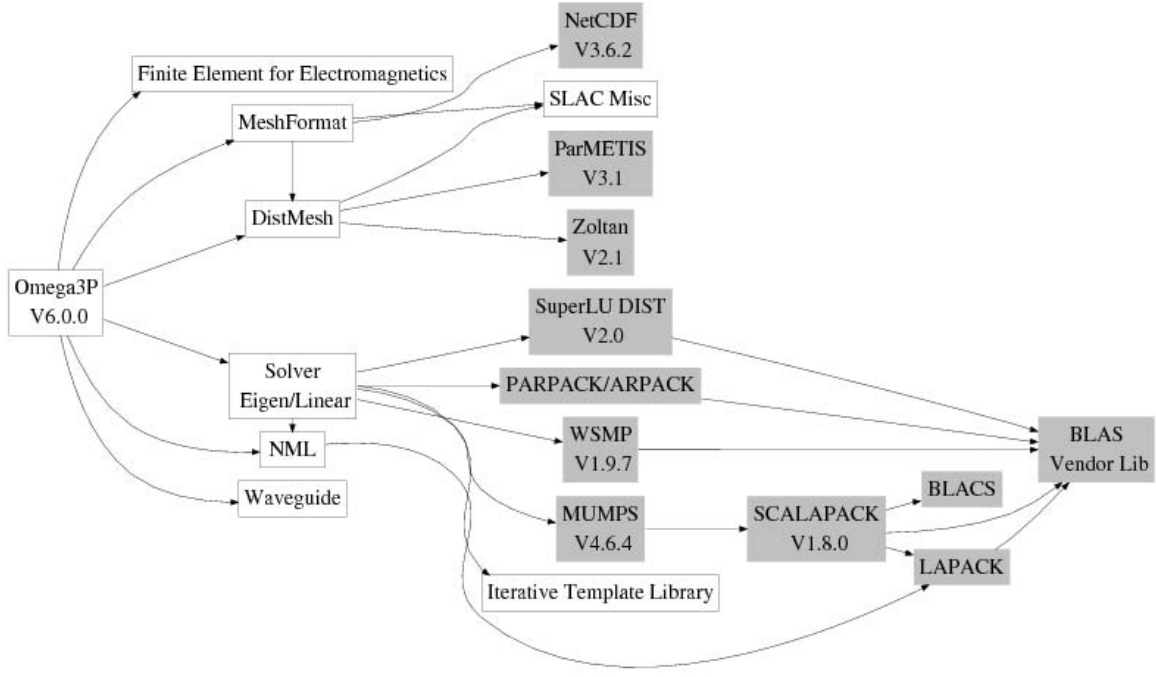 NetCDF
V3.6.2
Finite Element for Electromagnetics
SLAC Misc
MeshFormat
ParMETIS
V3.1
DistMesh
Zoltan
V2.1
Omega3P
V6.0.0
SuperLU DIST
V2.0
Solver
Eigen/Linear
PARPACK/ARPACK
NML
WSMP
V1.9.7
BLAS
Vendor Lib
Waveguide
BLACS
MUMPS
V4.6.4
SCALAPACK
V1.8.0
LAPACK
Iterative Template Library